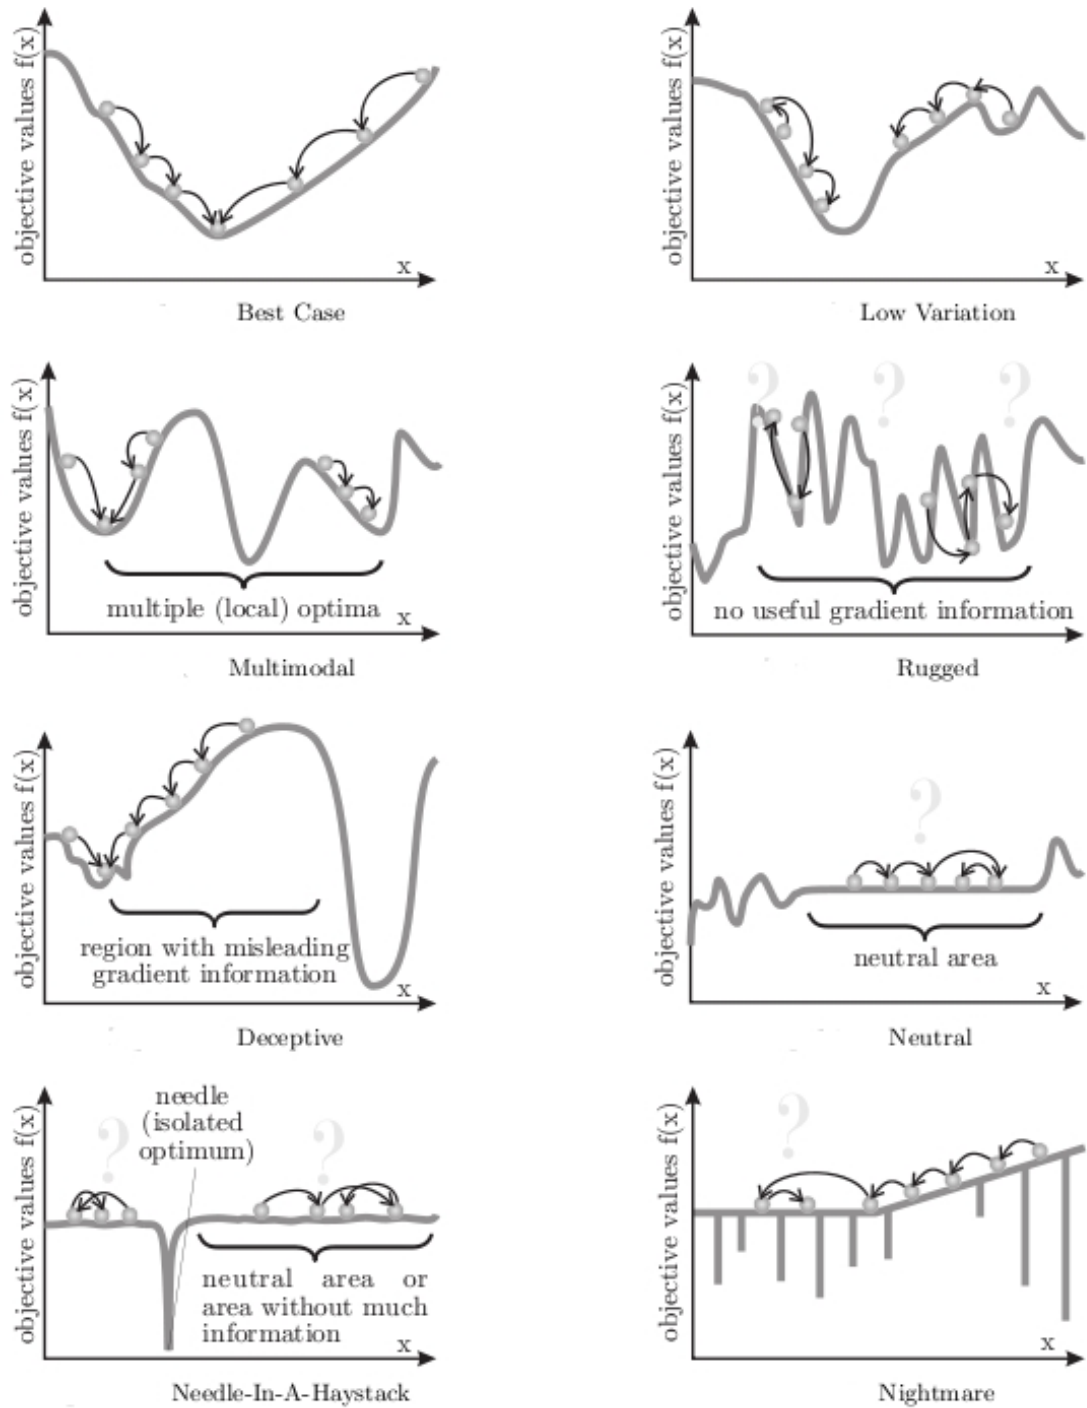 objective values f(x)
x
Best Case
objective values f(x)
x
Low Variation
objective values f(x)
multiple (local) optima
x
Multimodal
objective values f(x)
? ? ?
no useful gradient information
Rugged
objective values f(x)
region with misleading
gradient information
x
Deceptive
objective values f(x)
?
neutral area
x
Neutral
objective values f(x)
needle
(isolated
optimum)
? ?
neutral area or
area without much
information
x
Needle-In-A-Haystack
objective values f(x)
?
x
Nightmare